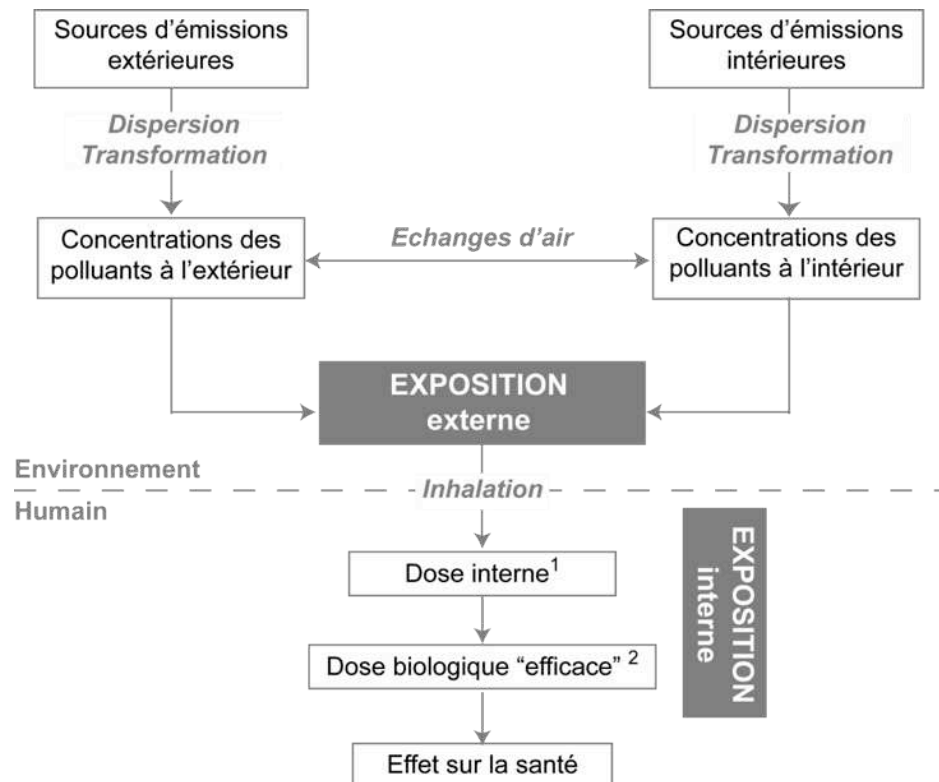 Sources d’émissions
extérieures
Sources d’émissions
intérieures
Dispersion
Transformation
Dispersion
Transformation
Concentrations des
polluants à l’extérieur
Echanges d’air
Concentrations des
polluants à l’intérieur
EXPOSITION
externe
Environnement
Inhalation
Humain
EXPOSITION
interne
Dose interne1
Dose biologique “efficace” 2
Effet sur la santé